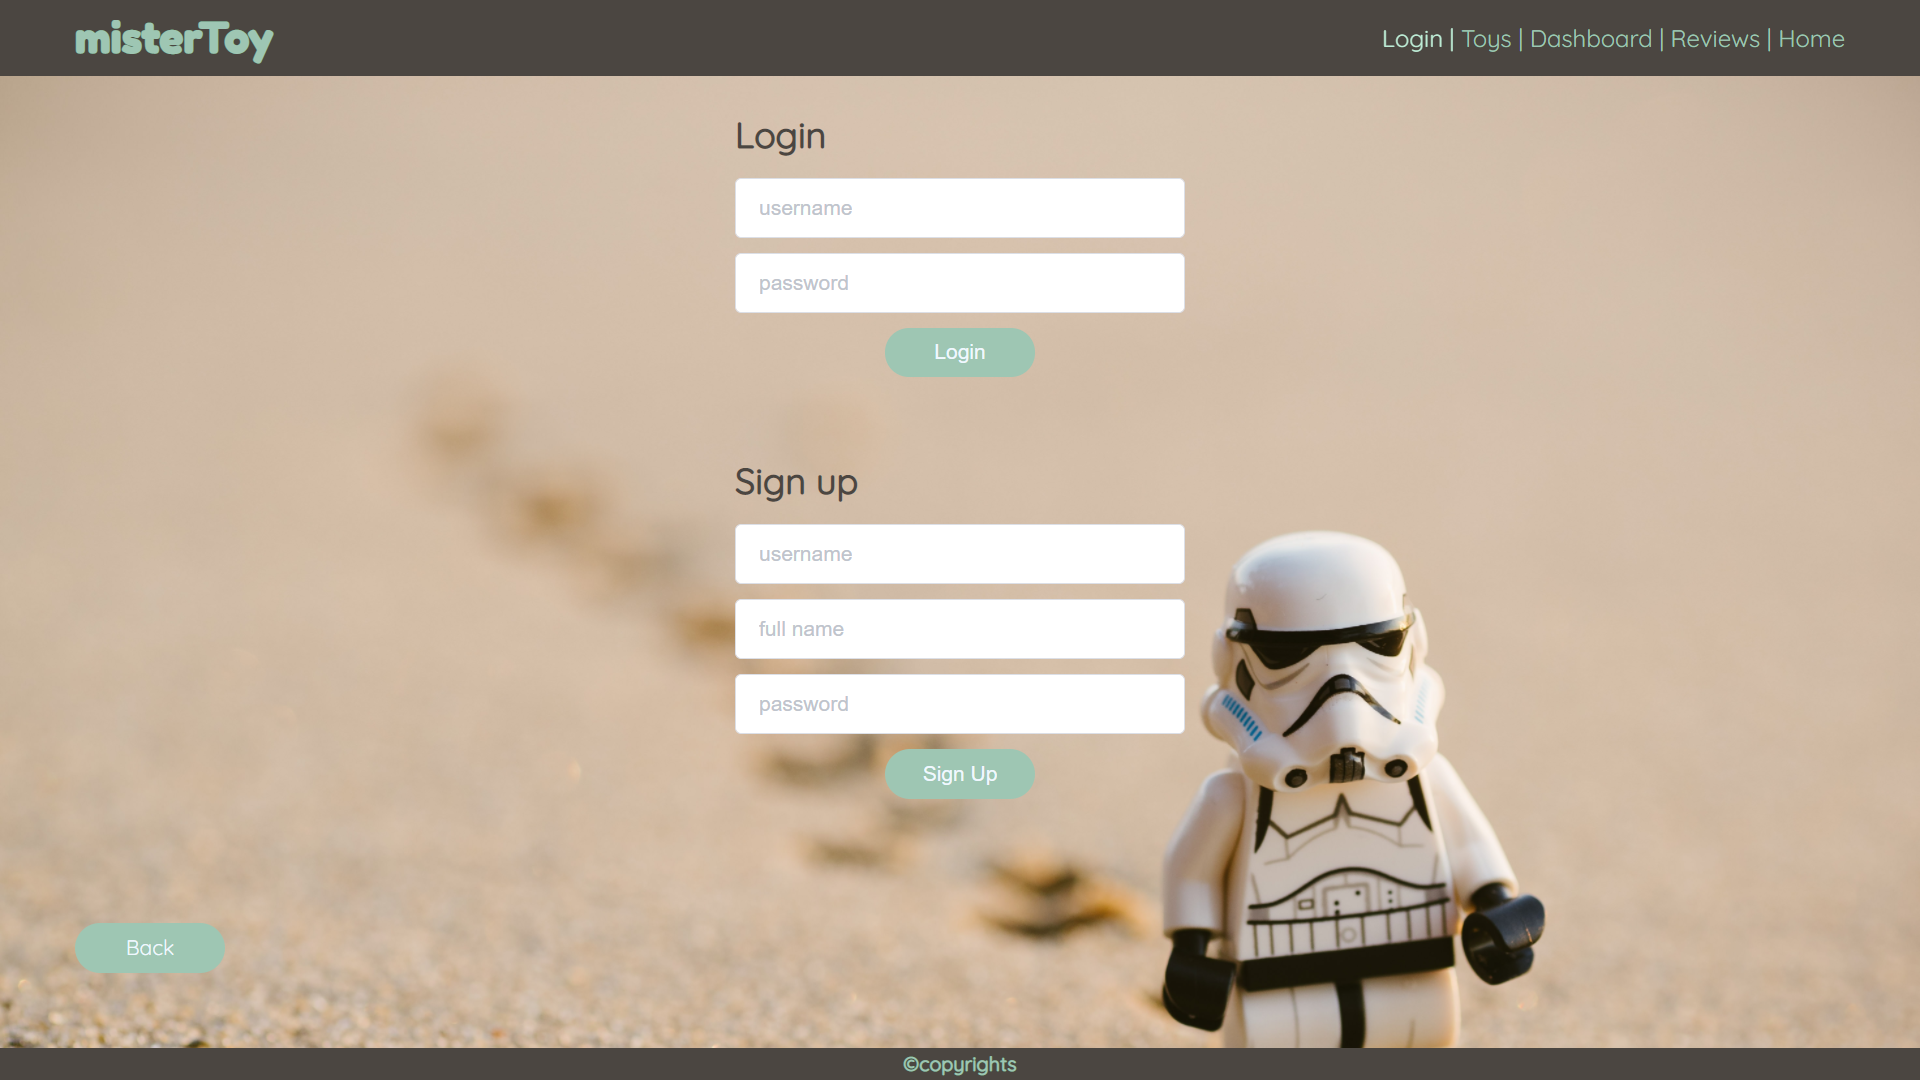 misterToy
Login | Toys | Dashboard | Reviews | Home
Login
username
password
Login
Sign up
username
full name
password
Sign Up
Back
©copyrights